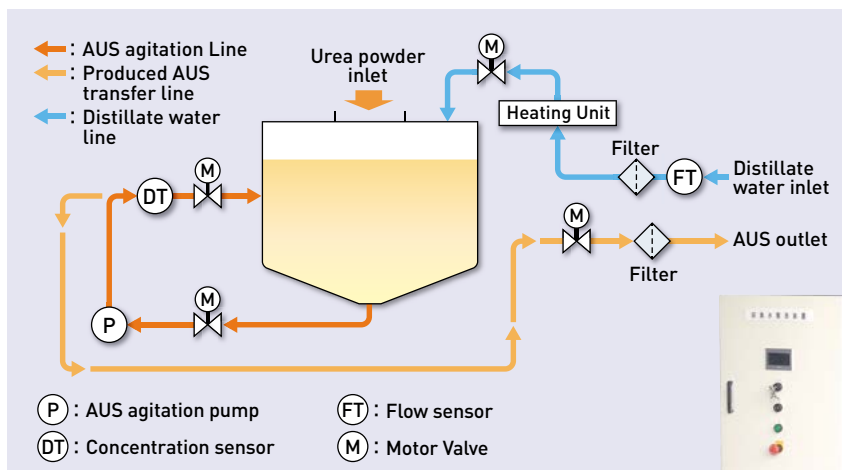 : AUS agitation Line
: Produced AUS
transfer line
: Distillate water
line
Urea powder
inlet
M
Heating Unit
Filter
FT
Distillate
water inlet
M
DT
M
AUS outlet
Filter
M
P
P : AUS agitation pump
FT : Flow sensor
DT : Concentration sensor
M : Motor Valve